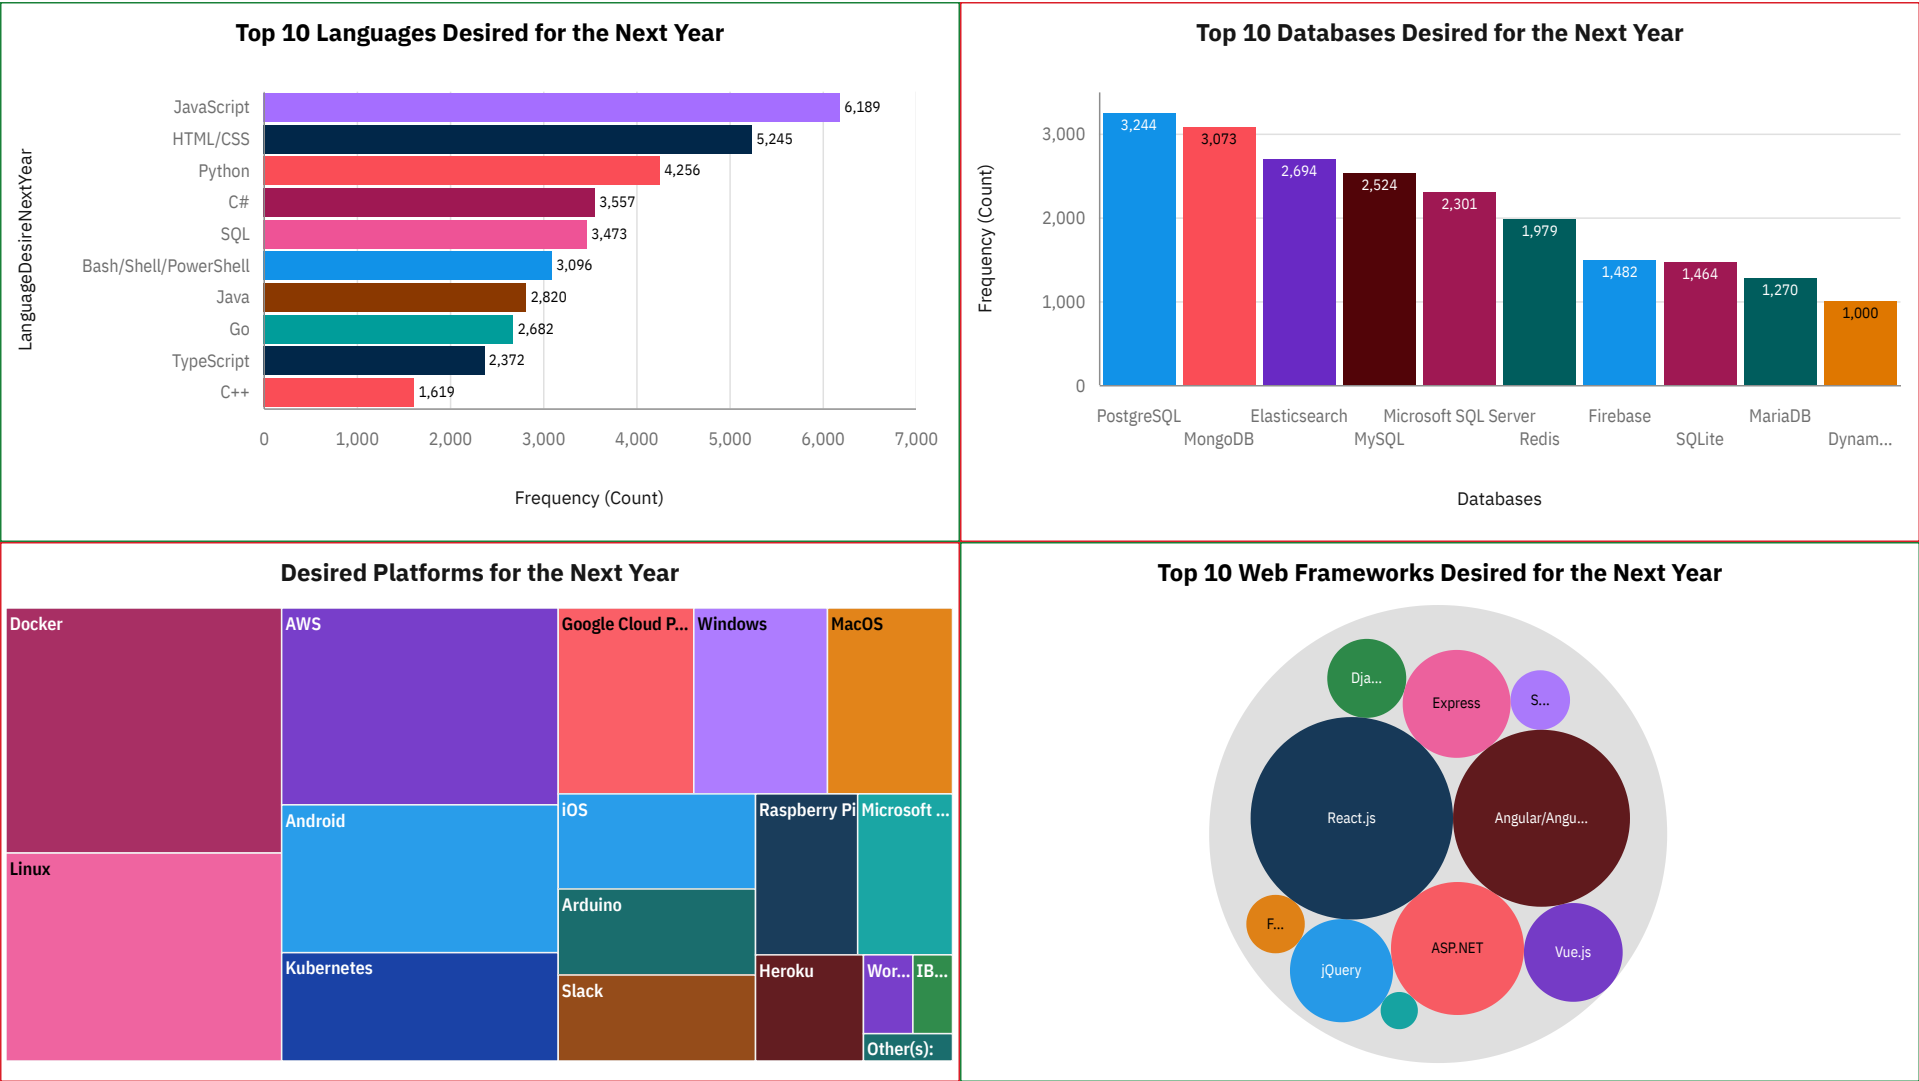 Top 10 Languages Desired for the Next Year
LanguageDesireNextYear
JavaScript 6,189
HTML/CSS 5,245
Python 4,256
C# 3,557
SQL 3,473
Bash/Shell/PowerShell 3,096
Java 2,820
Go 2,682
TypeScript 2,372
C++ 1,619
0 1,000 2,000 3,000 4,000 5,000 6,000 7,000
Frequency (Count)
Top 10 Databases Desired for the Next Year
Frequency (Count)
3,000
2,000
1,000
0
3,244 3,073 2,694 2,524 2,301 1,979 1,482 1,464 1,270 1,000
PostgreSQL Elasticsearch Microsoft SQL Server Firebase MariaDB
MongoDB MySQL Redis SQLite Dynam...
Databases
Desired Platforms for the Next Year
Docker AWS Google Cloud P... Windows MacOS
iOS Raspberry Pi Microsoft ...
Android
Linux
Arduino
Kubernetes Heroku Wor... IB...
Slack
Other(s):
Top 10 Web Frameworks Desired for the Next Year
Dja...
Express S...
React.js Angular/Angu...
F...
ASP.NET Vue.js
jQuery